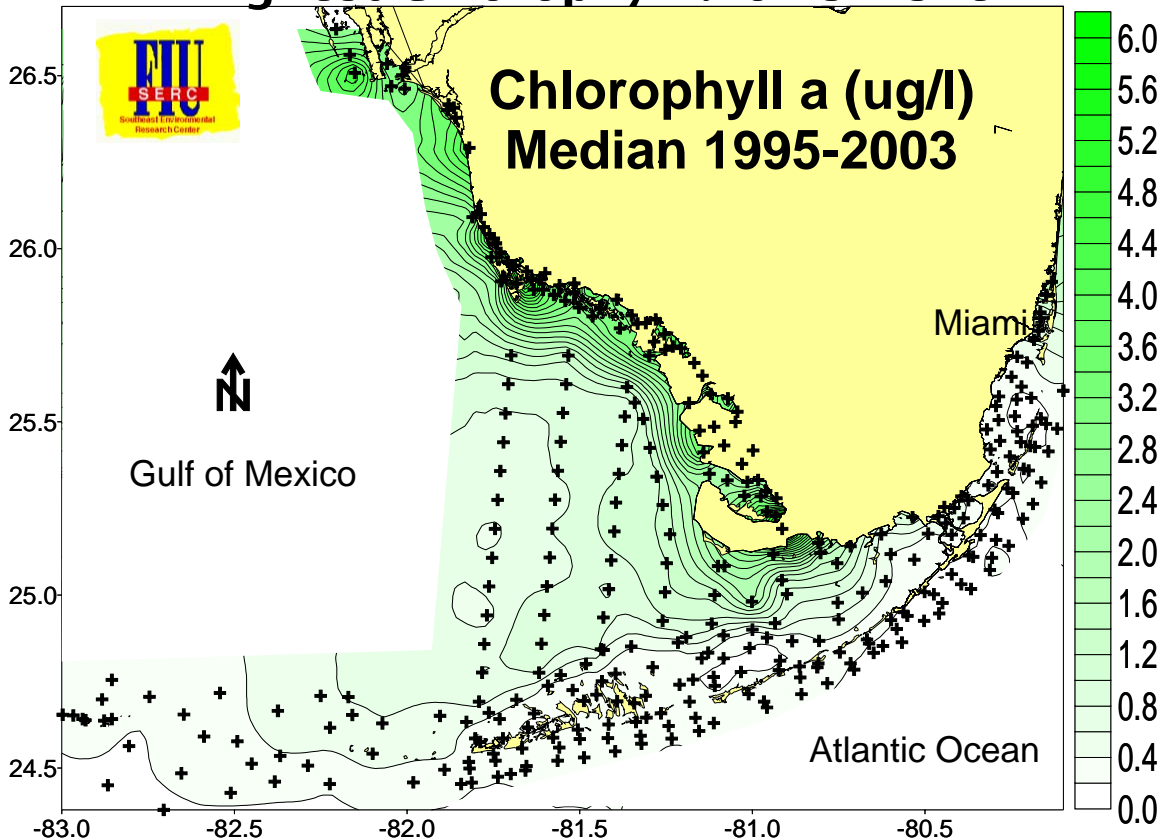 FIU
SERC
Southeast Environmental
Research Center
Chlorophyll a (ug/l)
Median 1995-2003
Miami
N
Gulf of Mexico
Atlantic Ocean
26.5
26.0
25.5
25.0
24.5
-83.0
-82.5
-82.0
-81.5
-81.0
-80.5
6.0
5.6
5.2
4.8
4.4
4.0
3.6
3.2
2.8
2.4
2.0
1.6
1.2
0.8
0.4
0.0